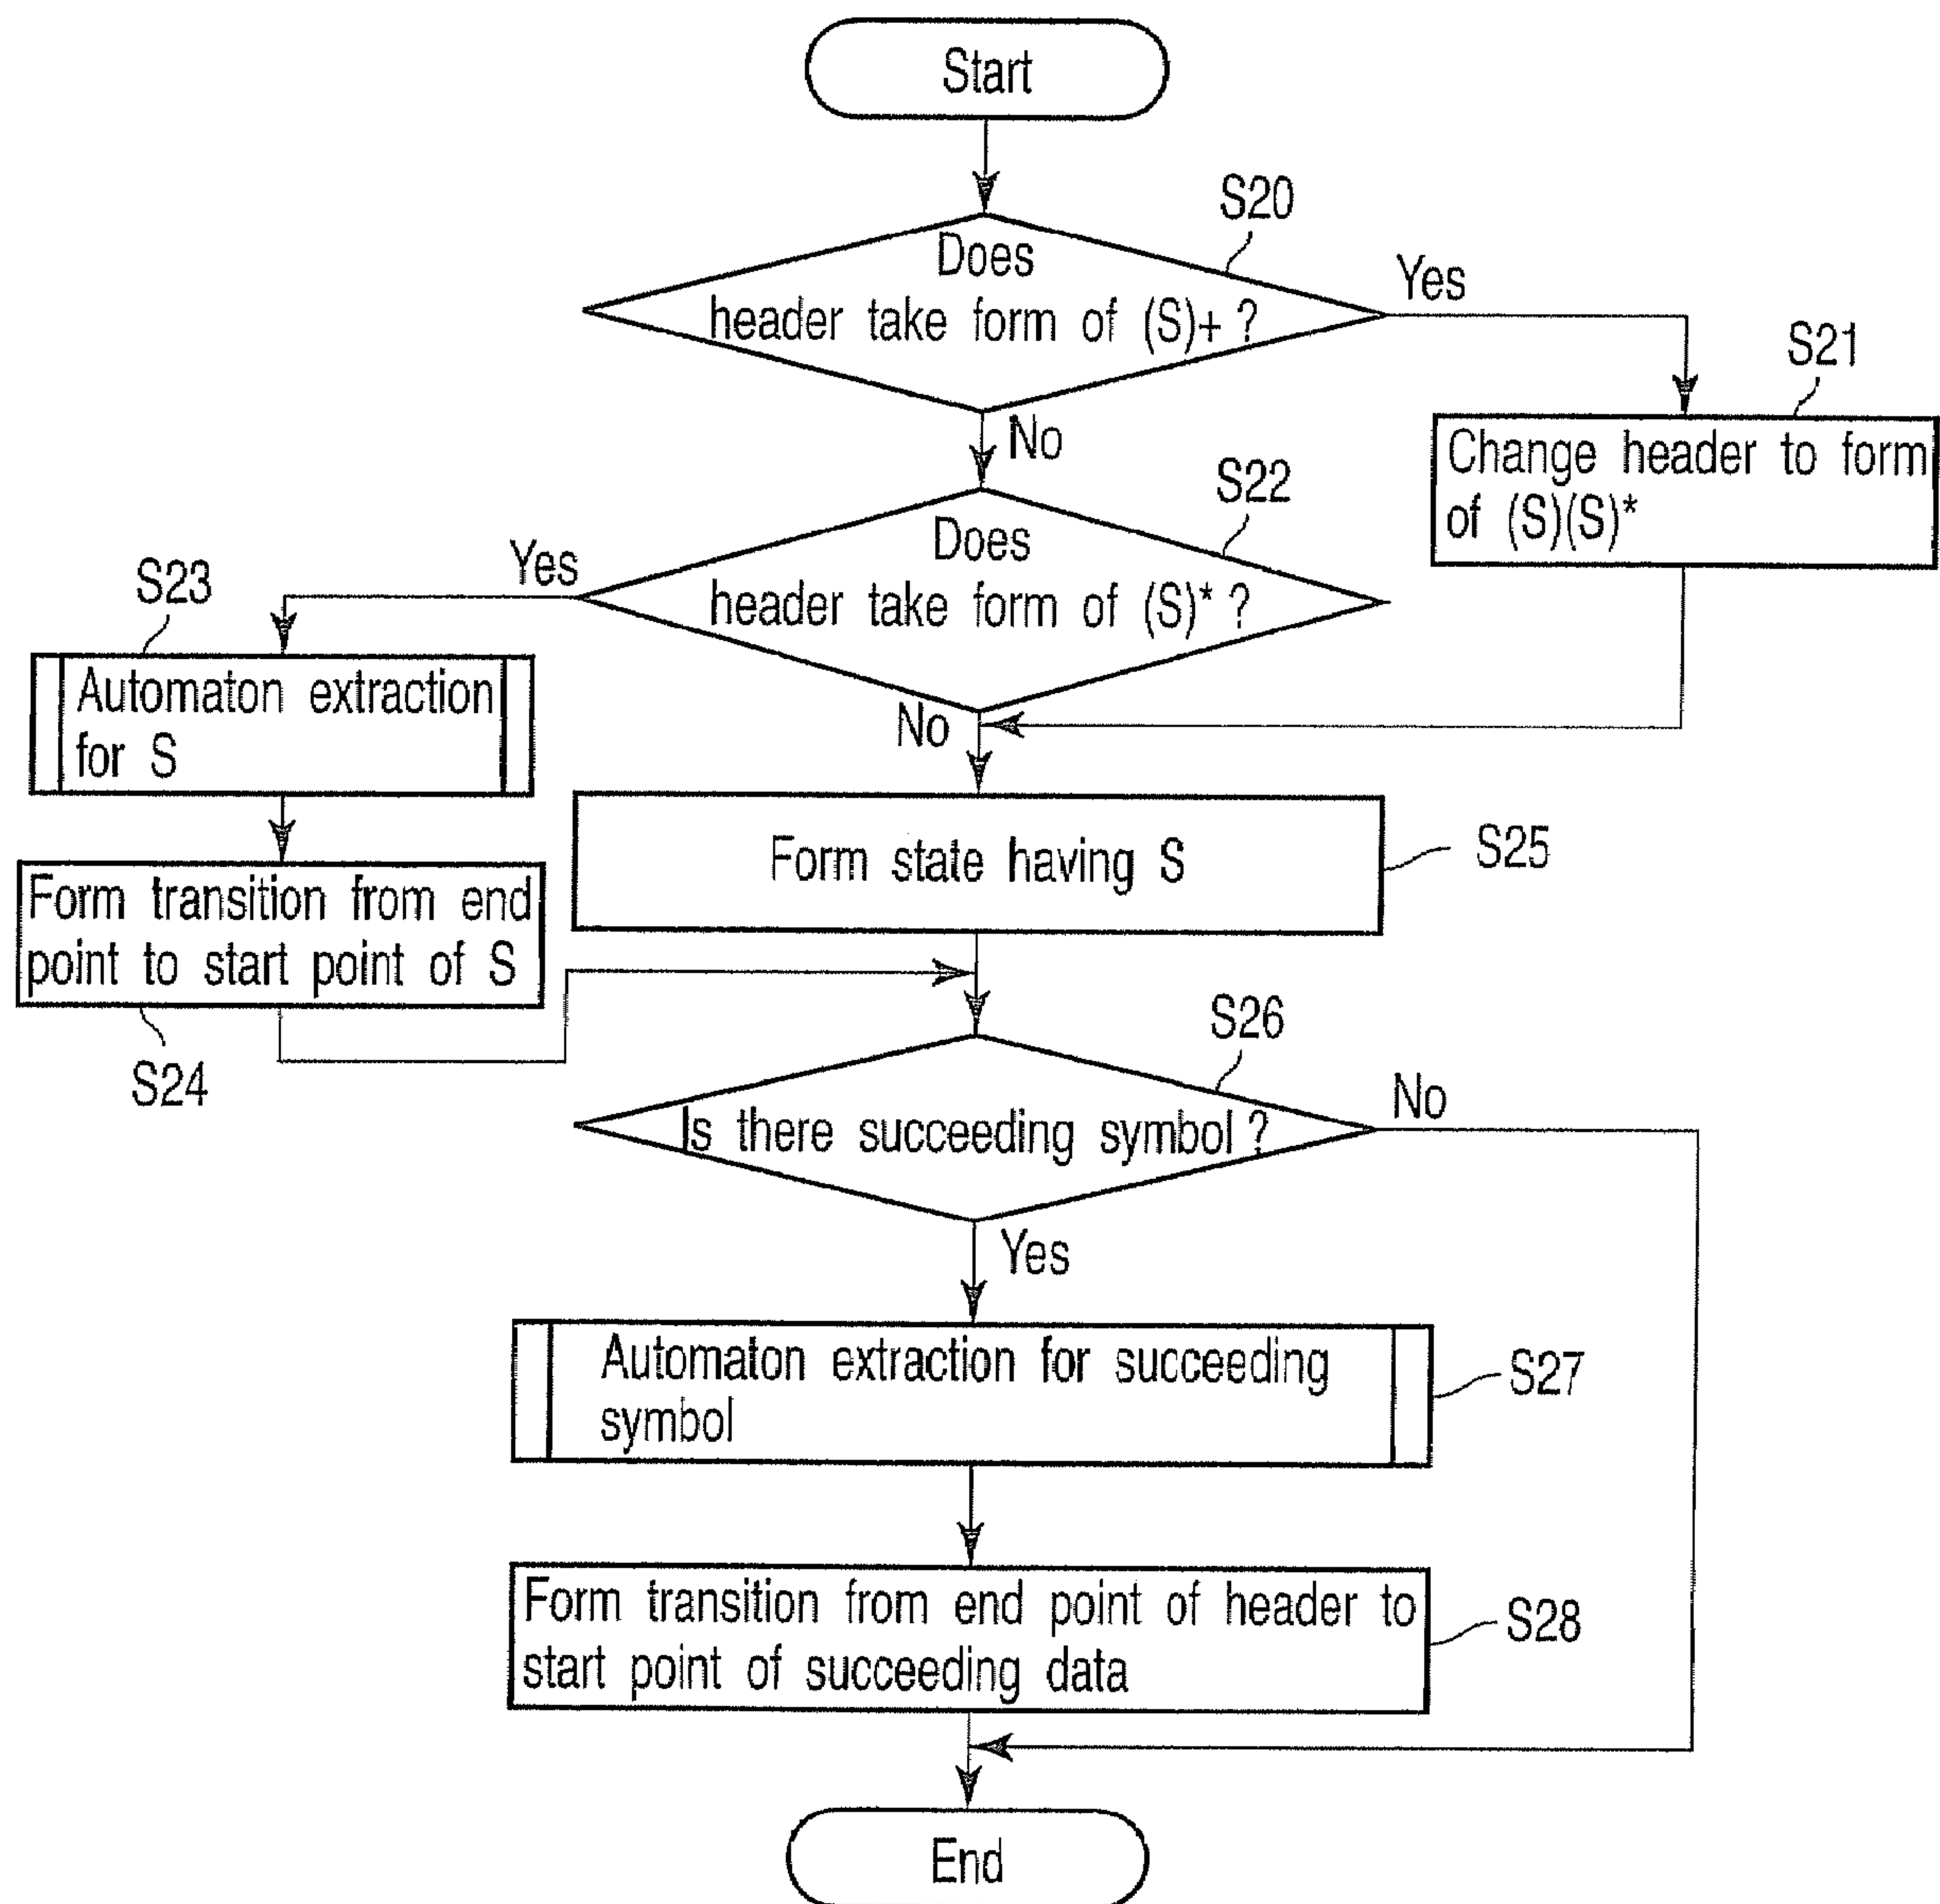 Start
S20
Does
header take form of (S)+ ?
Yes
S21
Change header to form
of (S)(S)*
No
S22
Does
header take form of (S)* ?
Yes
S23
Automaton extraction
for S
No
Form state having S
S25
Form transition from end
point to start point of S
S24
S26
Is there succeeding symbol ?
No
Yes
Automaton extraction for succeeding
symbol
S27
Form transition from end point of header to
start point of succeeding data
S28
End